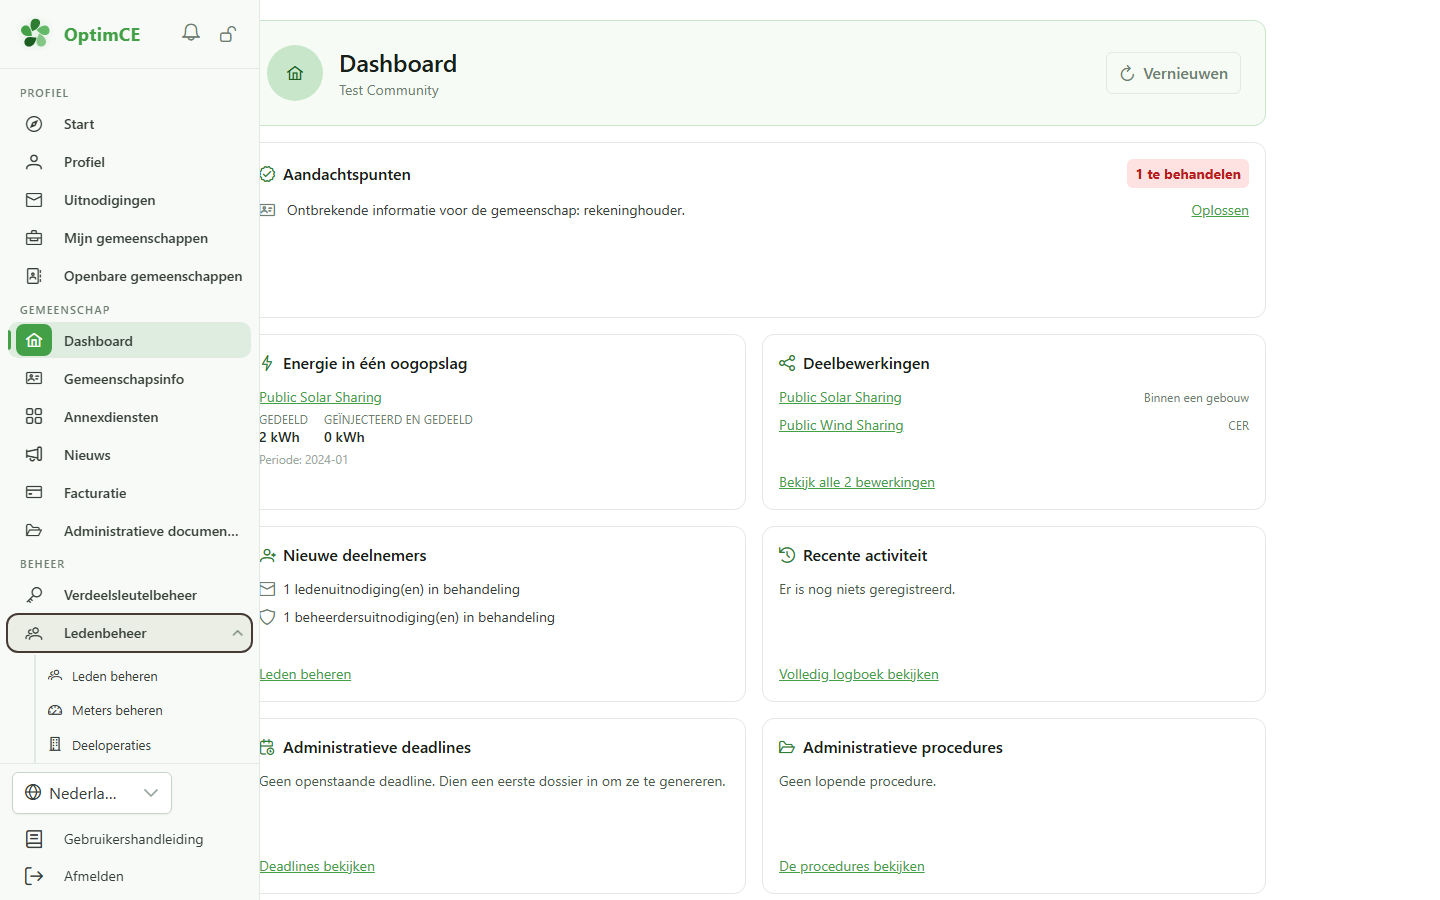 OptimCE
PROFIEL
Start
Profiel
Uitnodigingen
Mijn gemeenschappen
Openbare gemeenschappen
GEMEENSCHAP
Dashboard
Gemeenschapsinfo
Annexdiensten
Nieuws
Facturatie
Administratieve documen...
BEHEER
Verdeelsleutelbeheer
Ledenbeheer
Leden beheren
Meters beheren
Deeloperaties
Nederla...
Gebruikershandleiding
Afmelden
Dashboard
Test Community
Vernieuwen
Aandachtspunten
1 te behandelen
Ontbrekende informatie voor de gemeenschap: rekeninghouder.
Oplossen
Energie in één oogopslag
Public Solar Sharing
GEDEELD
GEÏNJECTEERD EN GEDEELD
2 kWh
0 kWh
Periode: 2024-01
Deelbewerkingen
Public Solar Sharing
Binnen een gebouw
Public Wind Sharing
CER
Bekijk alle 2 bewerkingen
Nieuwe deelnemers
1 ledenuitnodiging(en) in behandeling
1 beheerdersuitnodiging(en) in behandeling
Leden beheren
Recente activiteit
Er is nog niets geregistreerd.
Volledig logboek bekijken
Administratieve deadlines
Geen openstaande deadline. Dien een eerste dossier in om ze te genereren.
Deadlines bekijken
Administratieve procedures
Geen lopende procedure.
De procedures bekijken